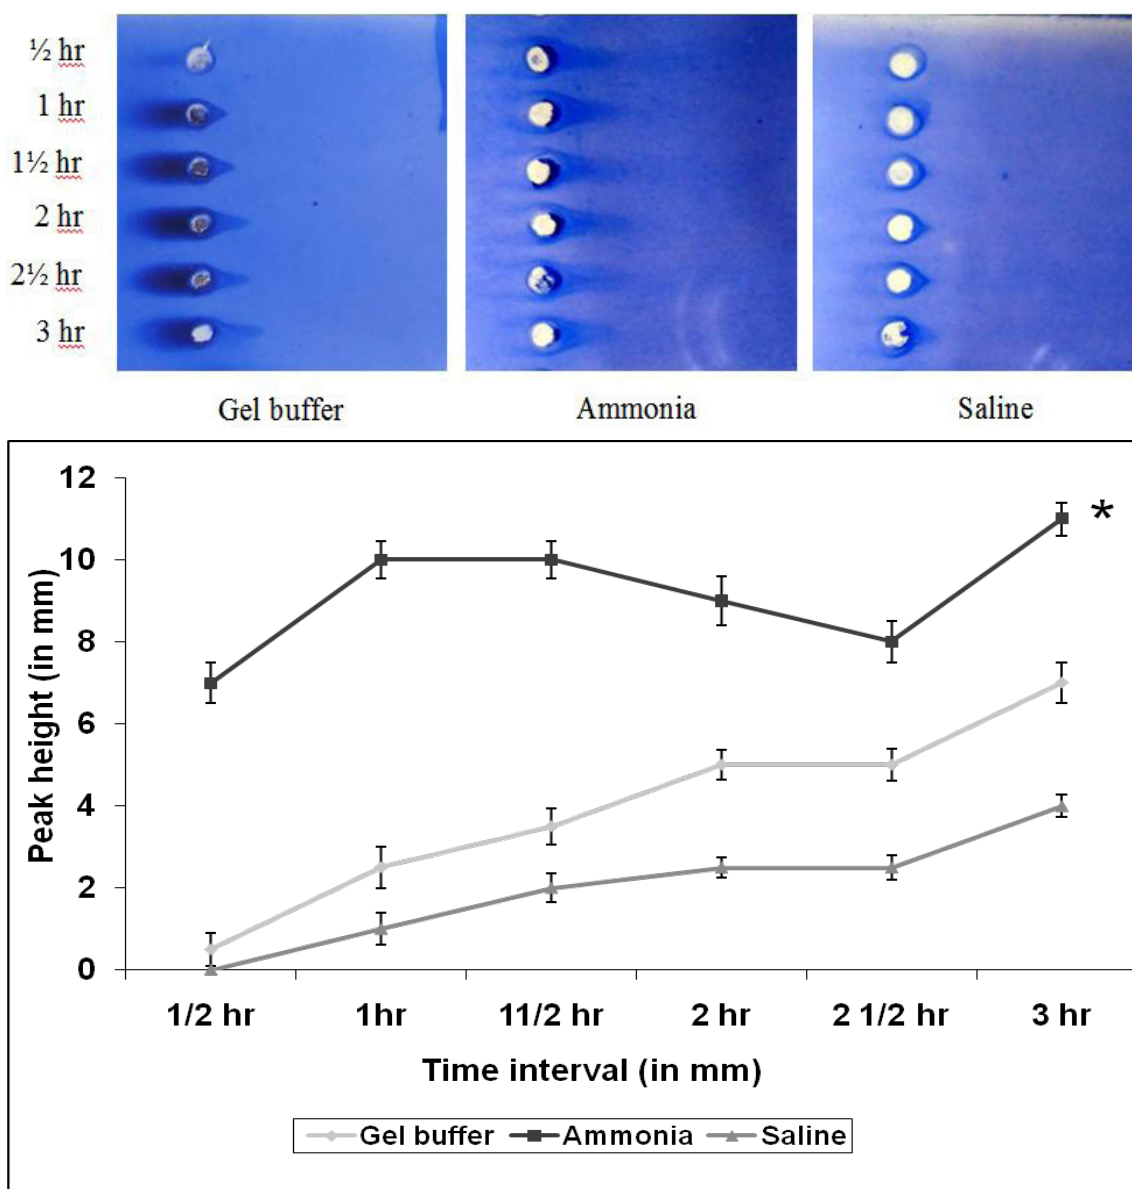 ½ hr
1 hr
1½ hr
2 hr
2½ hr
3 hr
Gel buffer
Ammonia
Saline
12
10
8
6
4
2
0
Peak height (in mm)
*
1/2 hr
1hr
11/2 hr
2 hr
2 1/2 hr
3 hr
Time interval (in mm)
Gel buffer
Ammonia
Saline